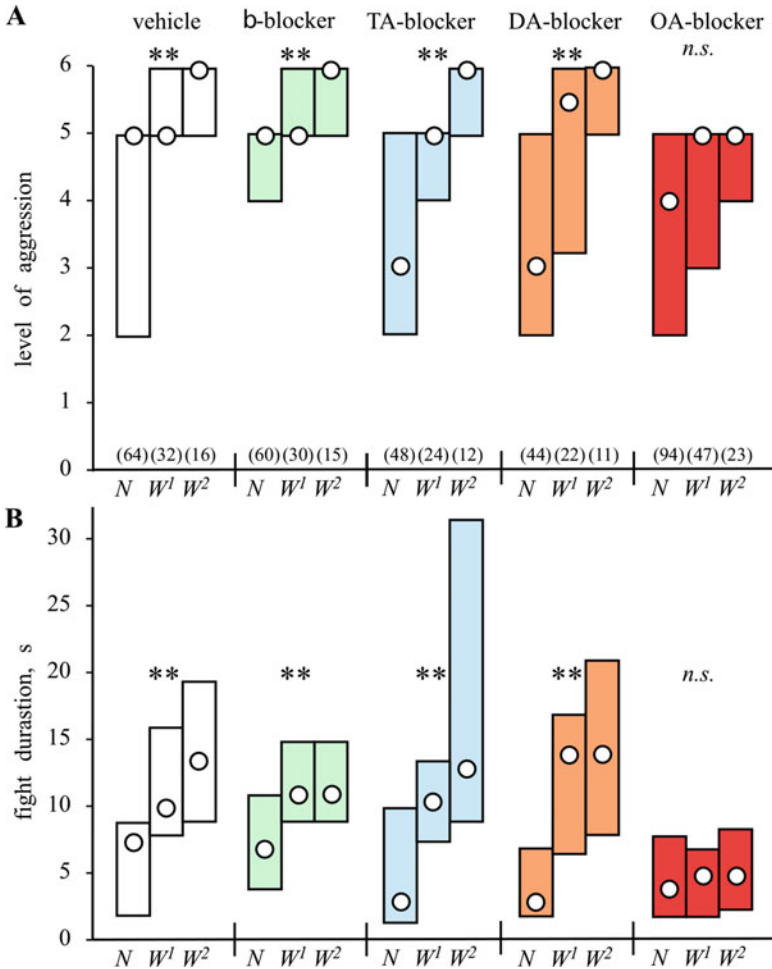 A
vehicle b-blocker TA-blocker DA-blocker OA-blocker
** ** ** ** n.s.
level of aggression
6
5
4
3
2
1
0
(64) (32) (16) (60) (30) (15) (48) (24) (12) (44) (22) (11) (94) (47) (23)
N W1 W2 N W1 W2 N W1 W2 N W1 W2 N W1 W2
B
fight durastion, s
30
25
20
15
10
5
0
** ** ** ** n.s.
N W1 W2 N W1 W2 N W1 W2 N W1 W2 N W1 W2